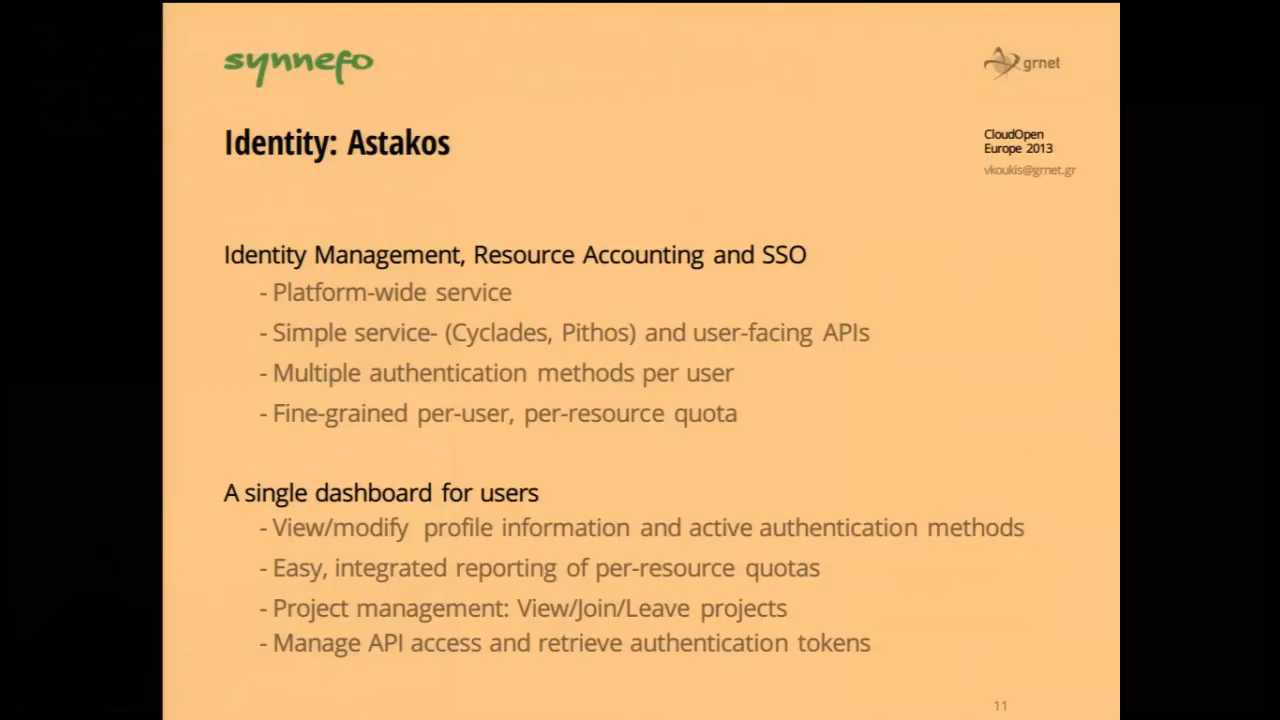 synnefo
grnet
Identity: Astakos
CloudOpen
Europe 2013
vkoukis@grnet.gr
Identity Management, Resource Accounting and SSO
- Platform-wide service
- Simple service- (Cyclades, Pithos) and user-facing APIs
- Multiple authentication methods per user
- Fine-grained per-user, per-resource quota
A single dashboard for users
- View/modify profile information and active authentication methods
- Easy, integrated reporting of per-resource quotas
- Project management: View/Join/Leave projects
- Manage API access and retrieve authentication tokens
11